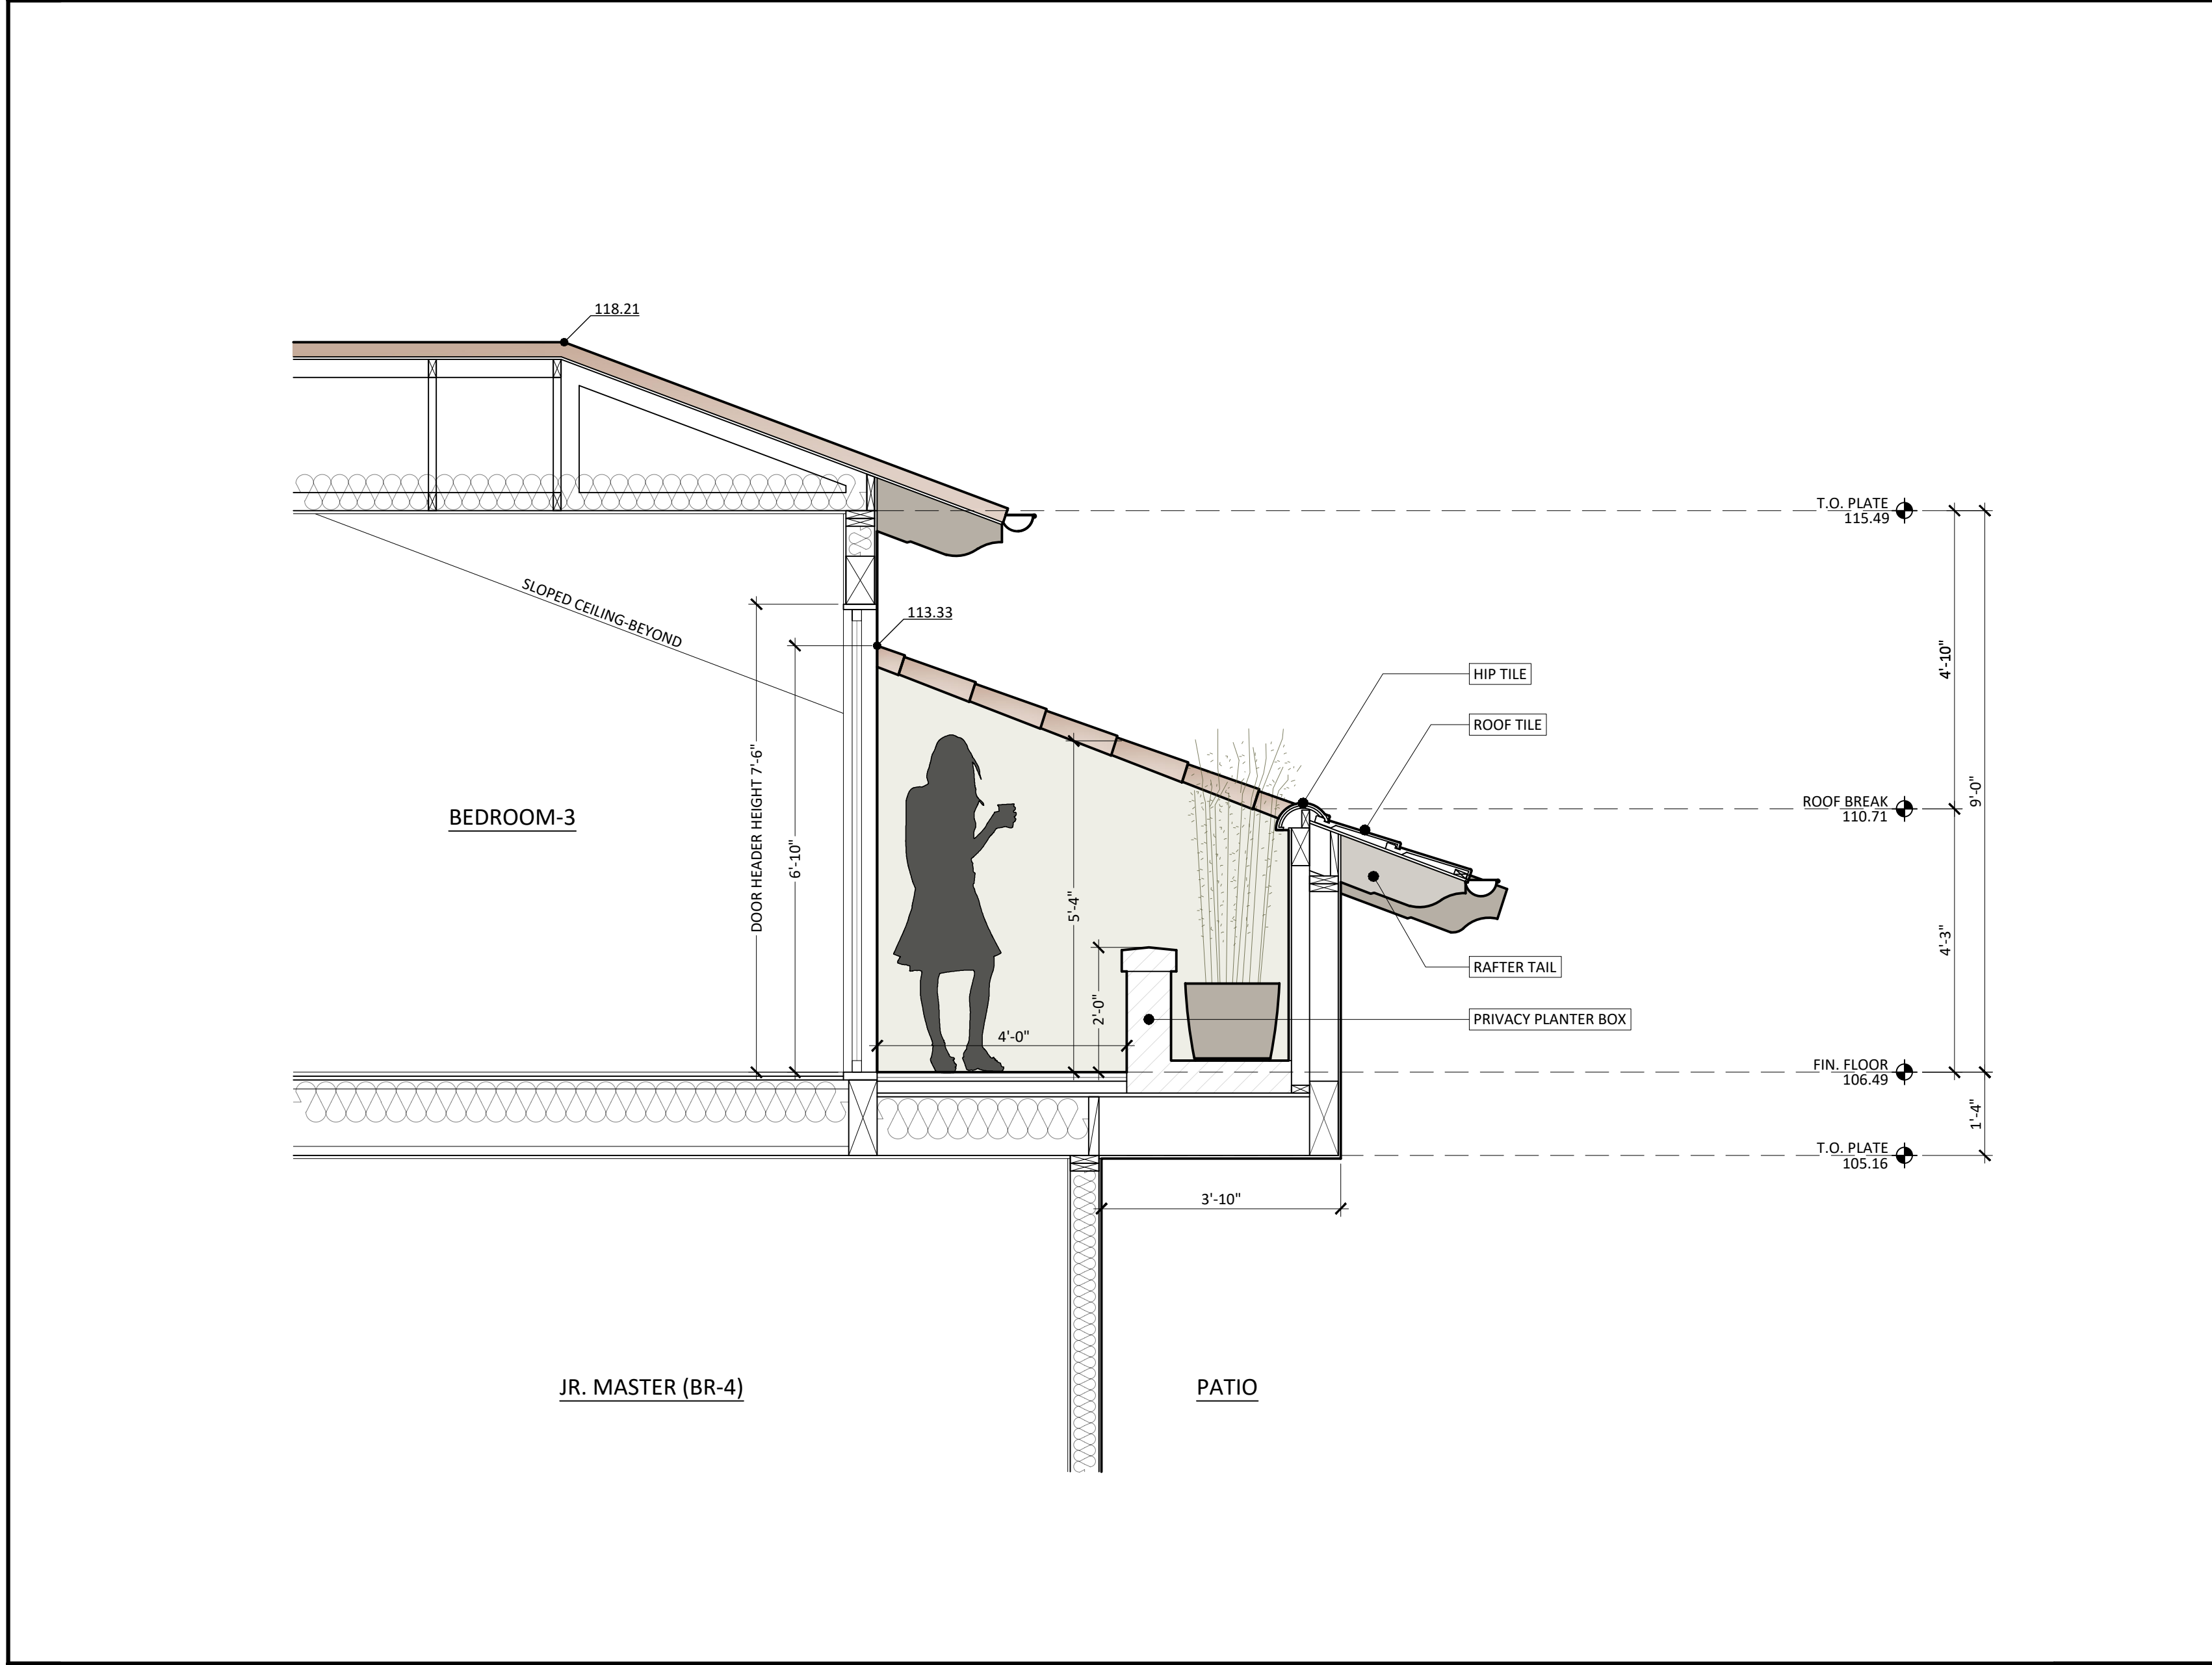 118.21
T.O. PLATE
115.49
SLOPED CEILING-BEYOND
113.33
HIP TILE
ROOF TILE
4'-10"
DOOR HEADER HEIGHT 7'-6"
9'-0"
ROOF BREAK
110.71
BEDROOM-3
6'-10"
5'-4"
4'-3"
RAFTER TAIL
2'-0"
PRIVACY PLANTER BOX
4'-0"
FIN. FLOOR
106.49
1'-4"
T.O. PLATE
105.16
3'-10"
JR. MASTER (BR-4)
PATIO